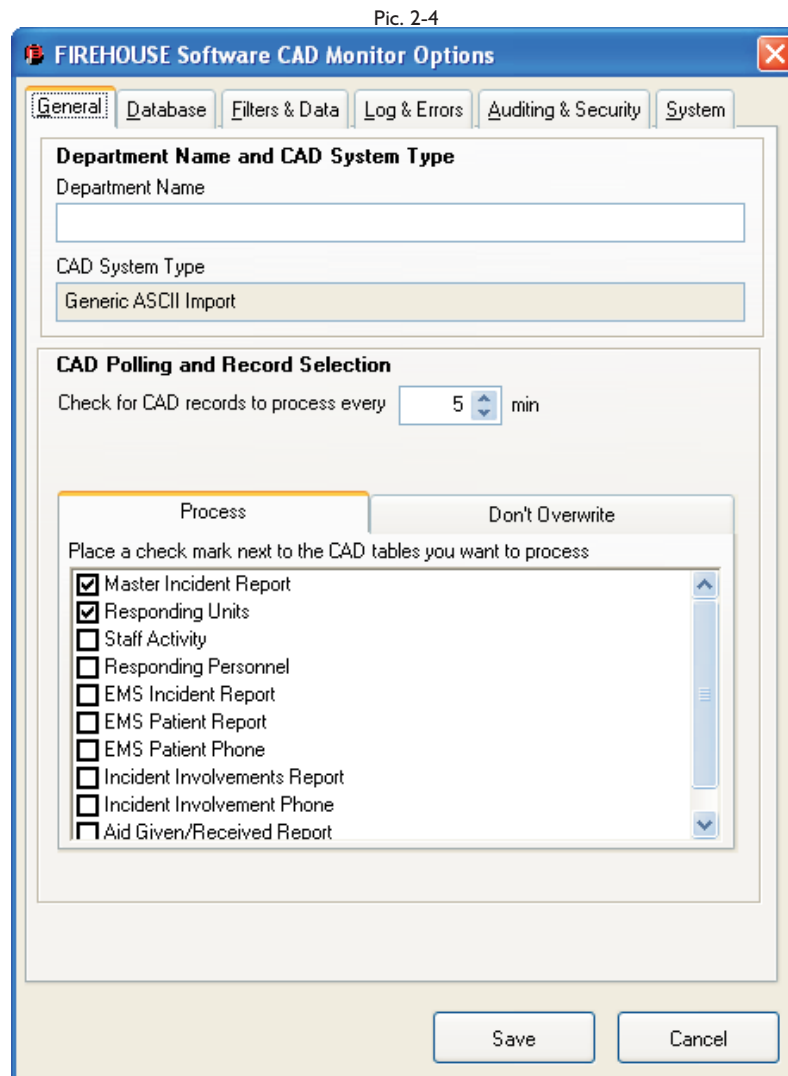 Pic. 2-4
FIREHOUSE Software CAD Monitor Options
General Database Filters & Data Log & Errors Auditing & Security System
Department Name and CAD System Type
Department Name
CAD System Type
Generic ASCII Import
CAD Polling and Record Selection
Check for CAD records to process every 5 min
Process Don't Overwrite
Place a check mark next to the CAD tables you want to process
Master Incident Report
Responding Units
Staff Activity
Responding Personnel
EMS Incident Report
EMS Patient Report
EMS Patient Phone
Incident Involvements Report
Incident Involvement Phone
Aid Given/Received Report
Save Cancel